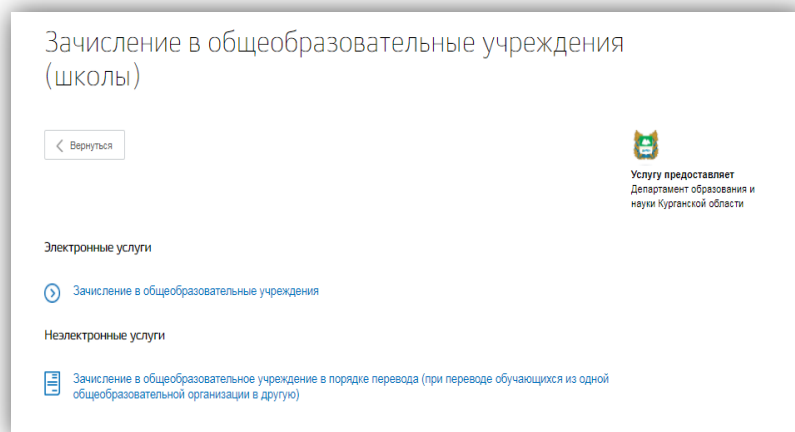 Зачисление в общеобразовательные учреждения
(школы)
Вернуться
Услугу предоставляет
Департамент образования и
науки Курганской области
Электронные услуги
Зачисление в общеобразовательные учреждения
Неэлектронные услуги
Зачисление в общеобразовательное учреждение в порядке перевода (при переводе обучающихся из одной
общеобразовательной организации в другую)